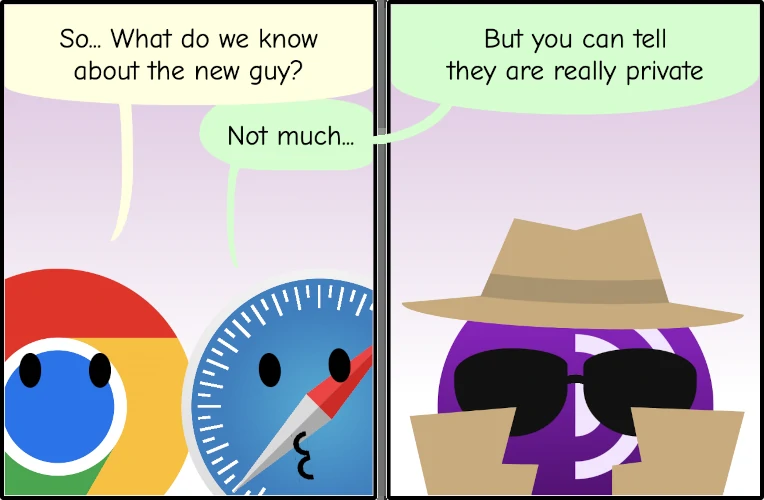 So... What do we know
about the new guy?
Not much...
But you can tell
they are really private